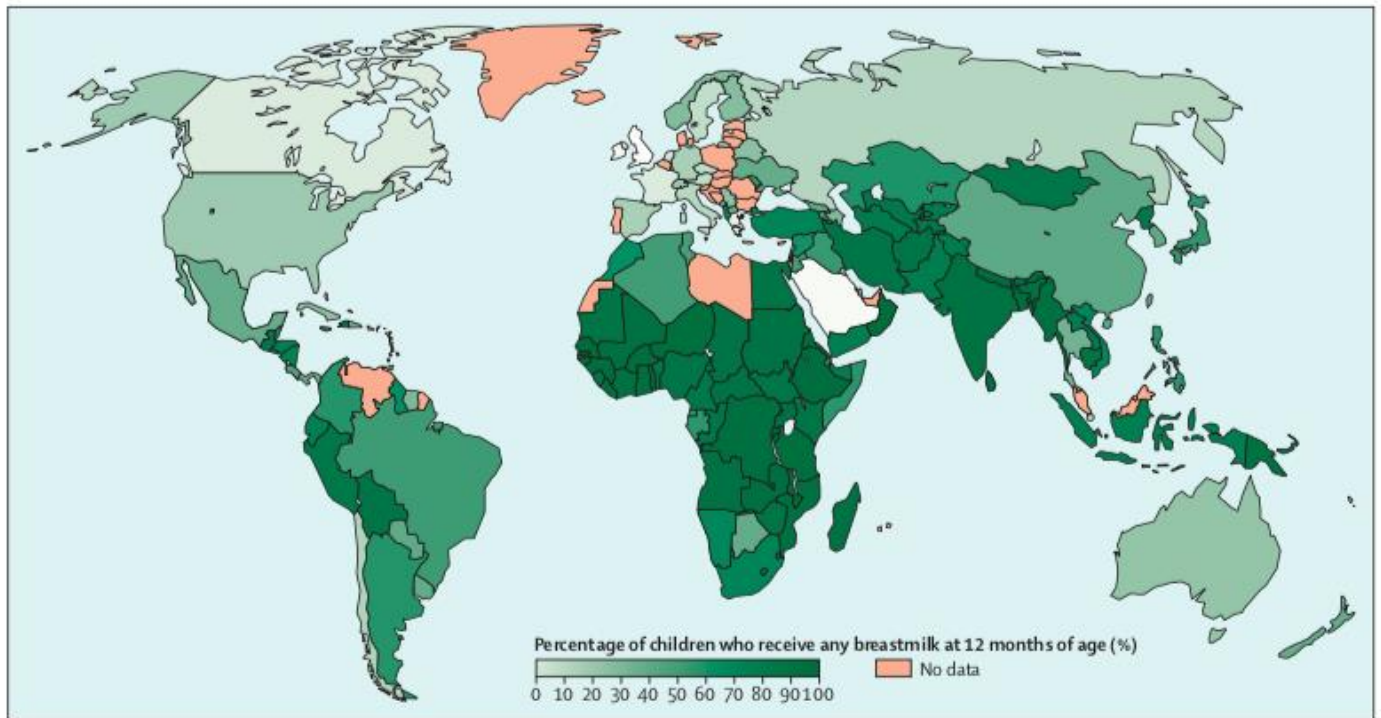 Percentage of children who receive any breastmilk at 12 months of age (%)
No data
0 10 20 30 40 50 60 70 80 90 100